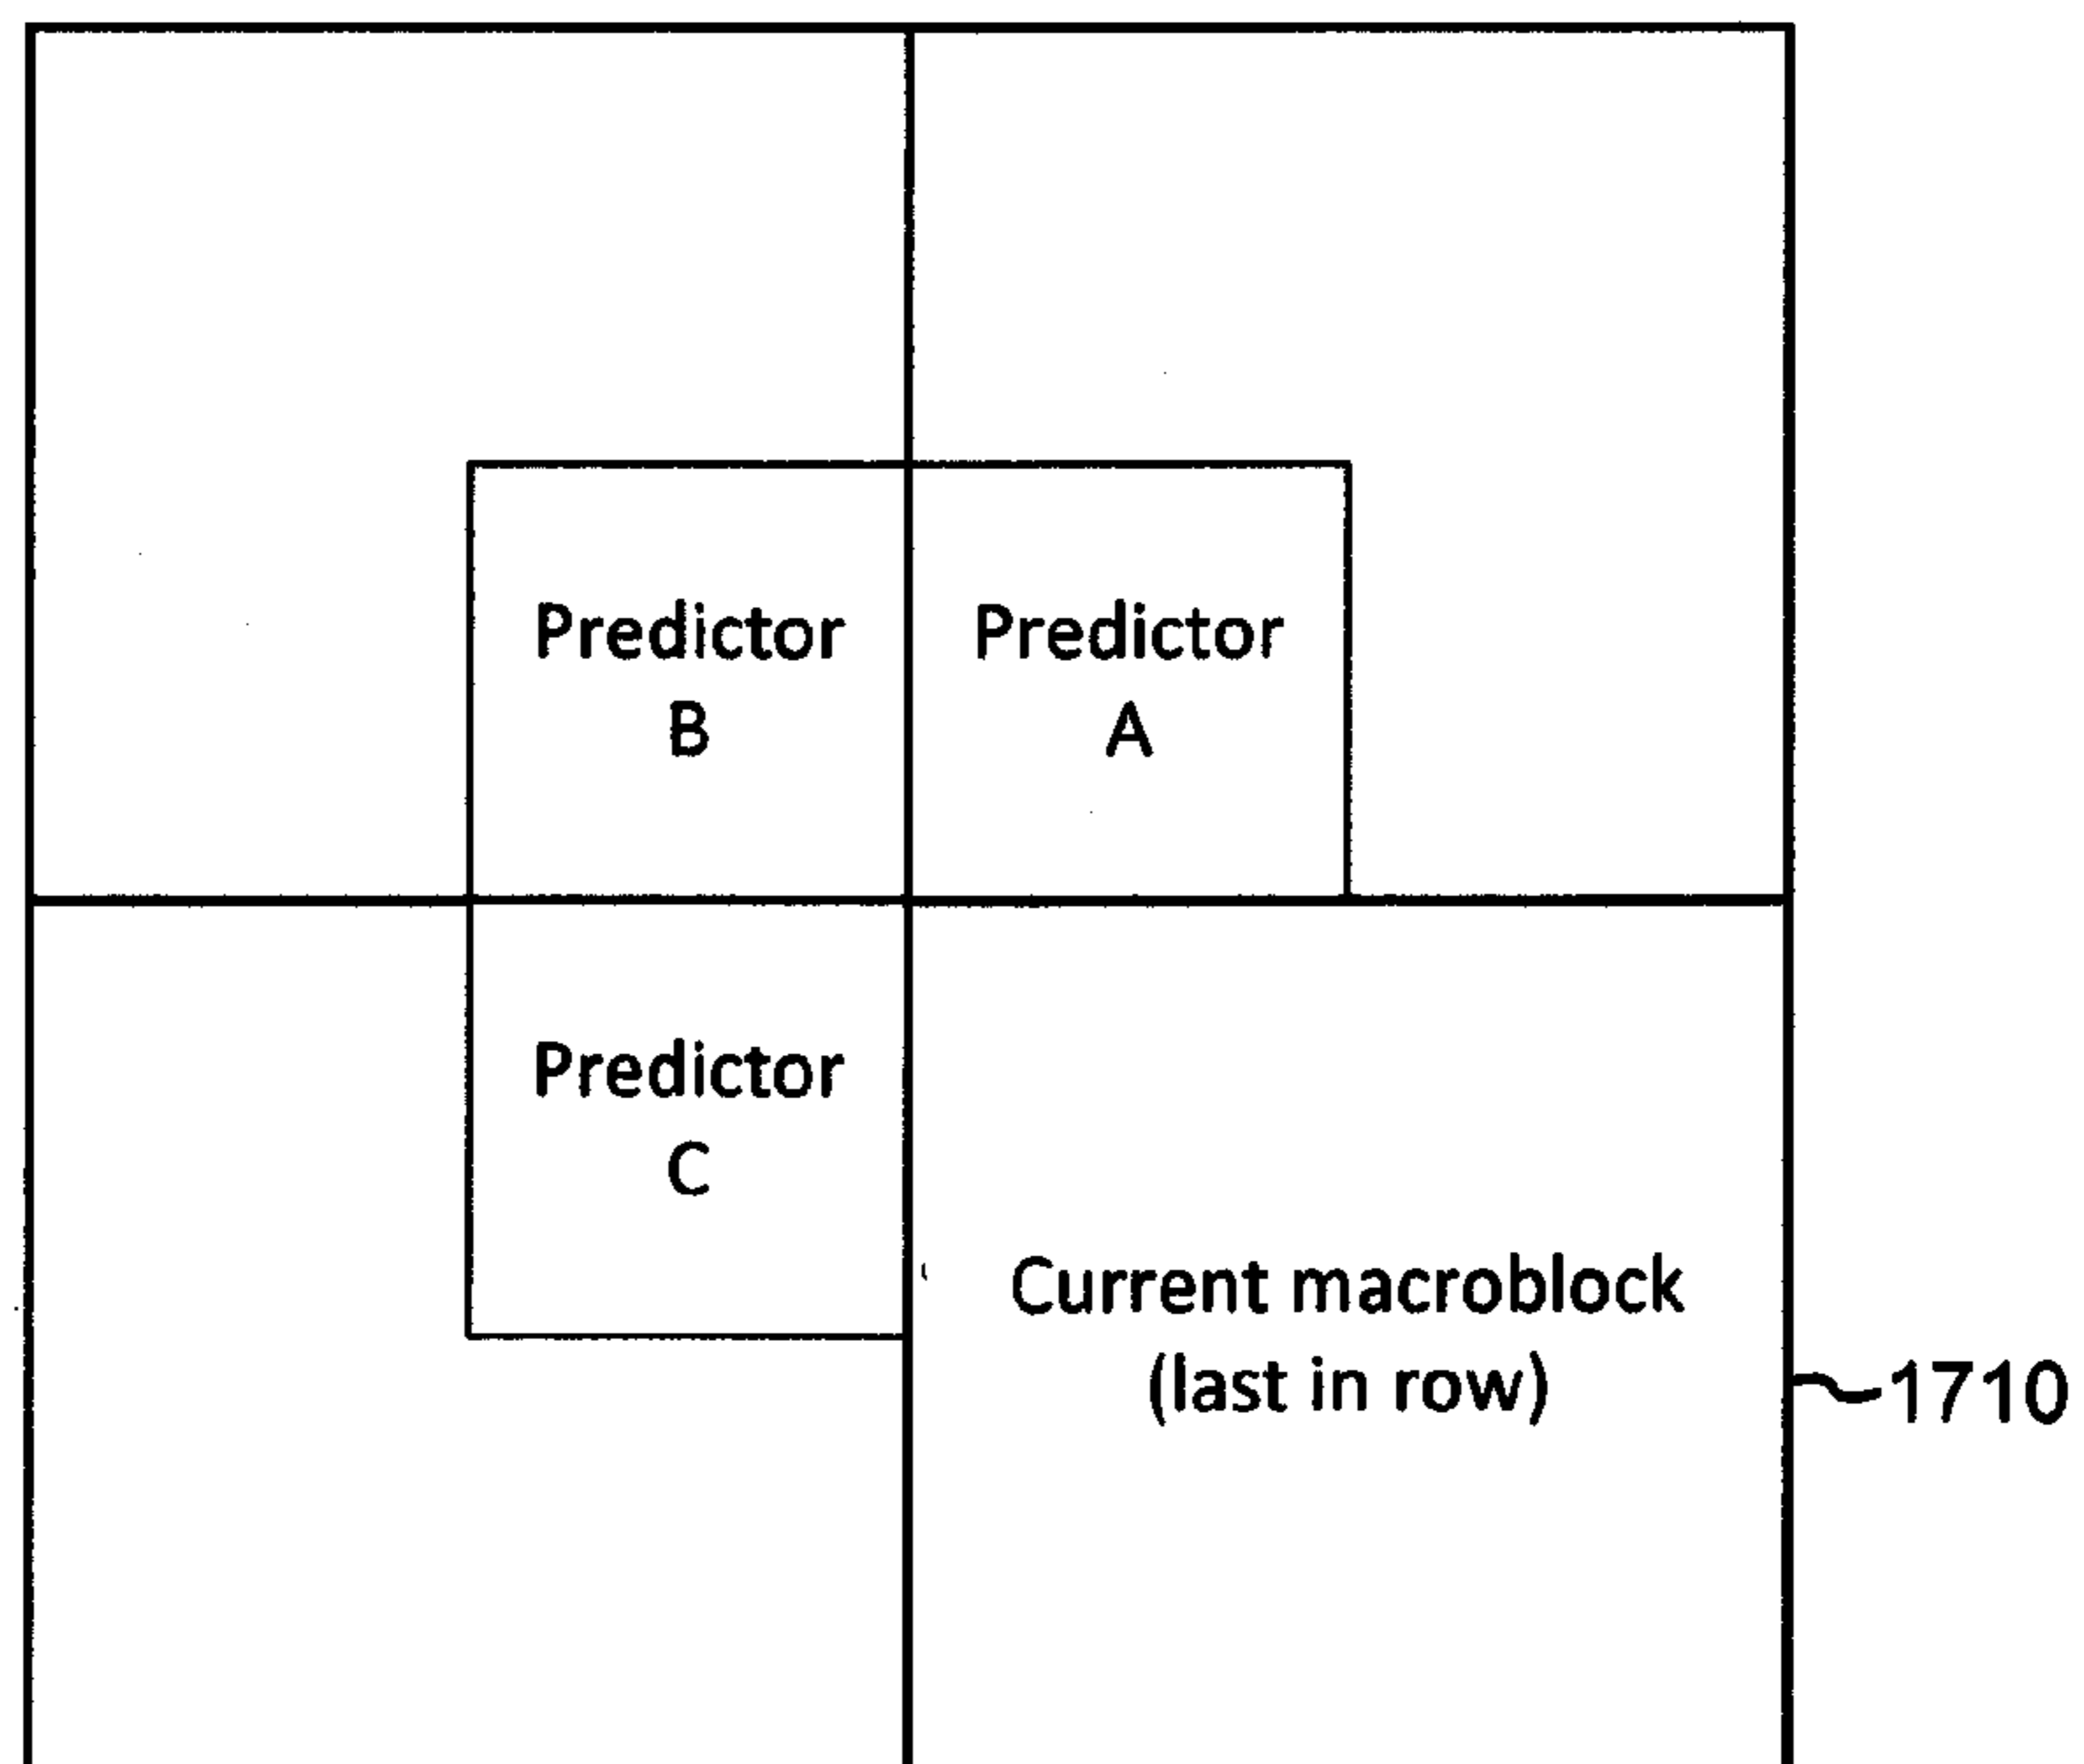 Predictor
B
Predictor
A
Predictor
C
Current macroblock
(last in row)
1710